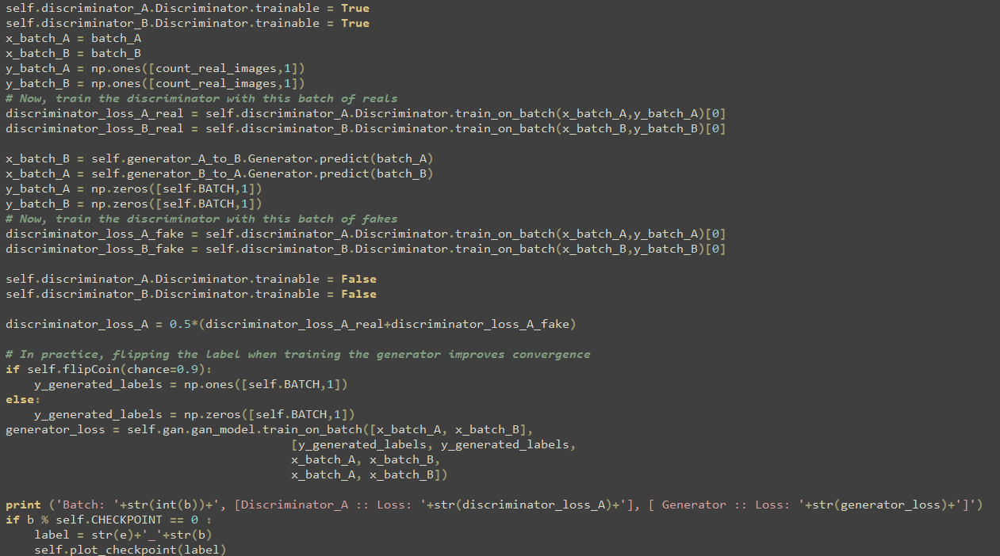 self.discriminator_A.Discriminator.trainable = True
self.discriminator_B.Discriminator.trainable = True
x_batch_A = batch_A
x_batch_B = batch_B
y_batch_A = np.ones([count_real_images,1])
y_batch_B = np.ones([count_real_images,1])
# Now, train the discriminator with this batch of reals
discriminator_loss_A_real = self.discriminator_A.Discriminator.train_on_batch(x_batch_A,y_batch_A)[0]
discriminator_loss_B_real = self.discriminator_B.Discriminator.train_on_batch(x_batch_B,y_batch_B)[0]

x_batch_B = self.generator_A_to_B.Generator.predict(batch_A)
x_batch_A = self.generator_B_to_A.Generator.predict(batch_B)
y_batch_A = np.zeros([self.BATCH,1])
y_batch_B = np.zeros([self.BATCH,1])
# Now, train the discriminator with this batch of fakes
discriminator_loss_A_fake = self.discriminator_A.Discriminator.train_on_batch(x_batch_A,y_batch_A)[0]
discriminator_loss_B_fake = self.discriminator_B.Discriminator.train_on_batch(x_batch_B,y_batch_B)[0]

self.discriminator_A.Discriminator.trainable = False
self.discriminator_B.Discriminator.trainable = False

discriminator_loss_A = 0.5*(discriminator_loss_A_real+discriminator_loss_A_fake)

# In practice, flipping the label when training the generator improves convergence
if self.flipCoin(chance=0.9):
    y_generated_labels = np.ones([self.BATCH,1])
else:
    y_generated_labels = np.zeros([self.BATCH,1])
generator_loss = self.gan.gan_model.train_on_batch([x_batch_A, x_batch_B],
                                        [y_generated_labels, y_generated_labels,
                                        x_batch_A, x_batch_B,
                                        x_batch_A, x_batch_B])

print ('Batch: '+str(int(b))+', [Discriminator_A :: Loss: '+str(discriminator_loss_A)+'], [ Generator :: Loss: '+str(generator_loss)+']')
if b % self.CHECKPOINT == 0 :
    label = str(e)+'_'+str(b)
    self.plot_checkpoint(label)